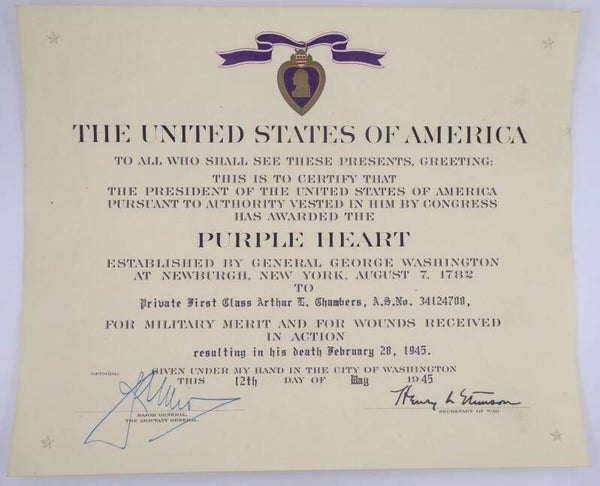 THE UNITED STATES OF AMERICA
TO ALL WHO SHALL SEE THESE PRESENTS, GREETING:
THIS IS TO CERTIFY THAT
THE PRESIDENT OF THE UNITED STATES OF AMERICA
PURSUANT TO AUTHORITY VESTED IN HIM BY CONGRESS
HAS AWARDED THE
PURPLE HEART
ESTABLISHED BY GENERAL GEORGE WASHINGTON
AT NEWBURGH, NEW YORK, AUGUST 7, 1782
TO
Private First Class Arthur L. Chambers, A.S.No. 34124700,
FOR MILITARY MERIT AND FOR WOUNDS RECEIVED
IN ACTION
resulting in his death February 28, 1945.
OFFICIAL: GIVEN UNDER MY HAND IN THE CITY OF WASHINGTON
THIS 12th DAY OF May 1945
Henry L Stimson
MAJOR GENERAL, SECRETARY OF WAR
THE ADJUTANT GENERAL